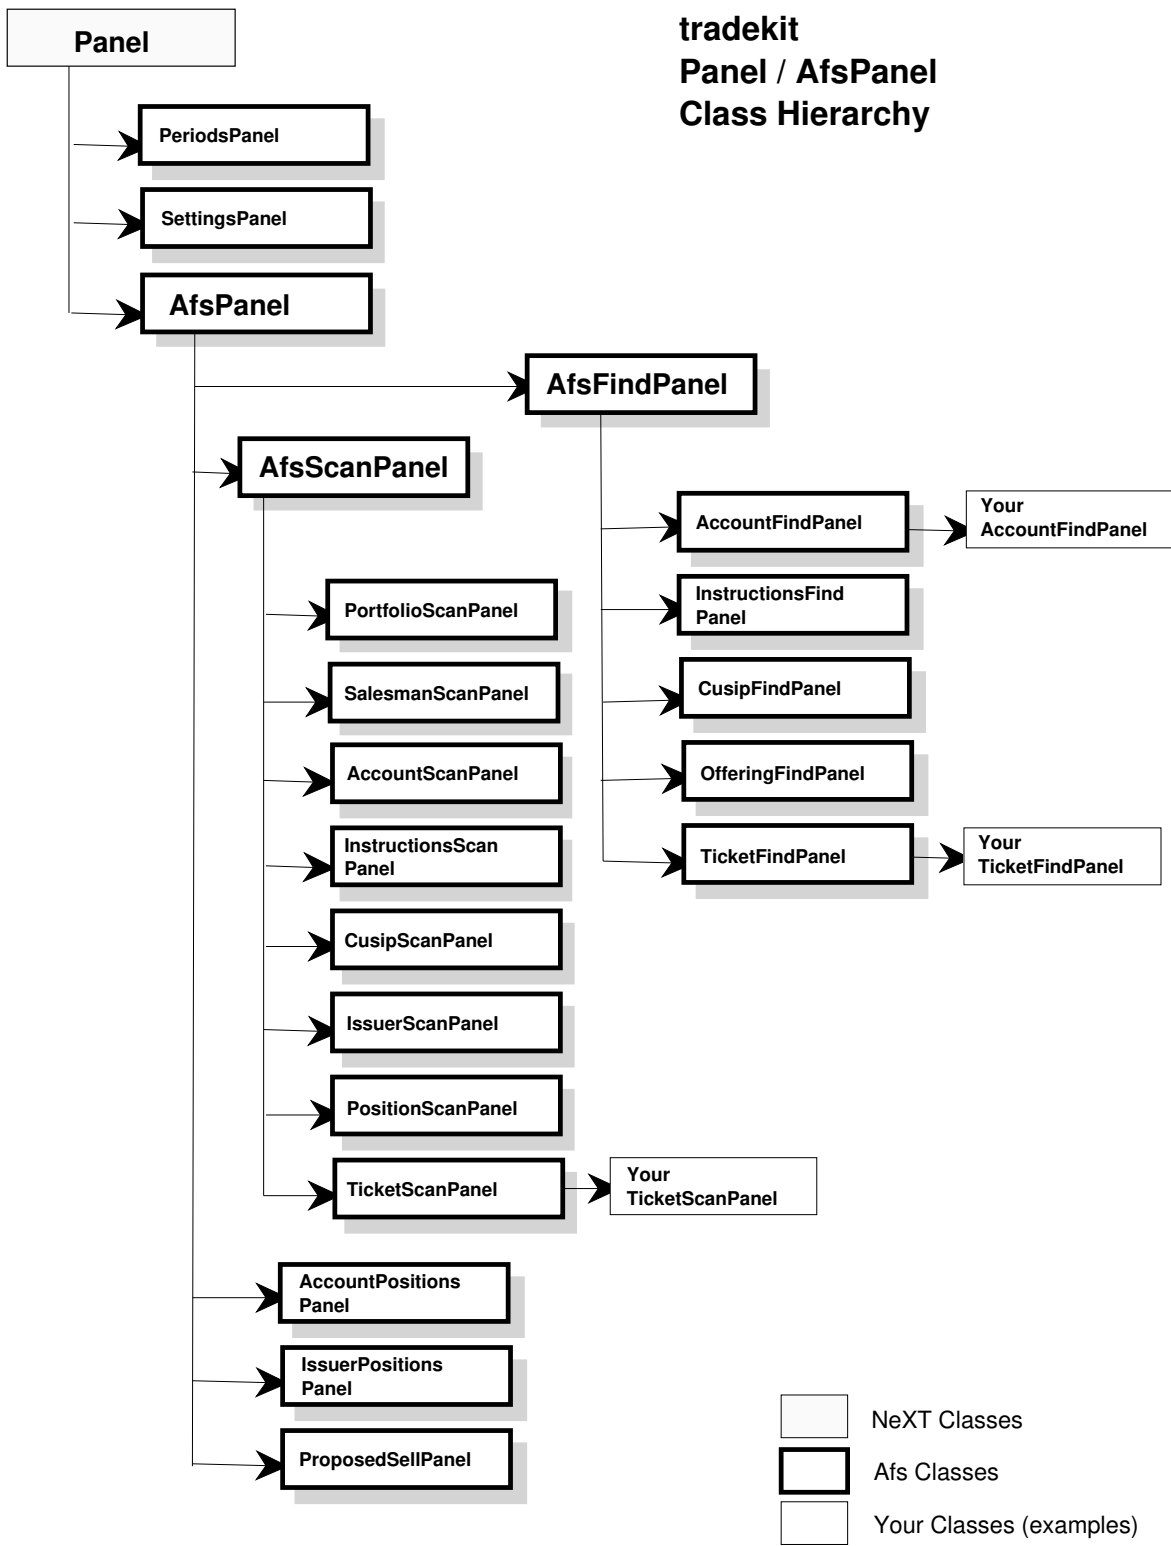 Panel
tradekit
Panel / AfsPanel
Class Hierarchy
PeriodsPanel
SettingsPanel
AfsPanel
AfsFindPanel
AfsScanPanel
AccountFindPanel
Your
AccountFindPanel
InstructionsFind
Panel
PortfolioScanPanel
SalesmanScanPanel
CusipFindPanel
AccountScanPanel
OfferingFindPanel
InstructionsScan
Panel
TicketFindPanel
Your
TicketFindPanel
CusipScanPanel
IssuerScanPanel
PositionScanPanel
TicketScanPanel
Your
TicketScanPanel
AccountPositions
Panel
IssuerPositions
Panel
ProposedSellPanel
NeXT Classes
Afs Classes
Your Classes (examples)